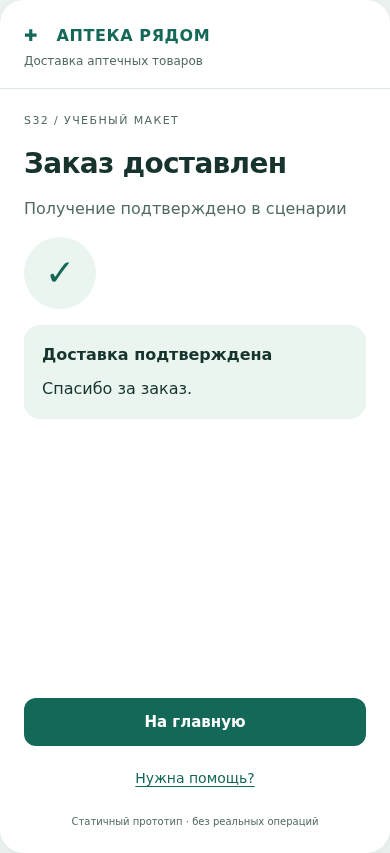 ✚ АПТЕКА РЯДОМ
Доставка аптечных товаров
S32 / УЧЕБНЫЙ МАКЕТ
Заказ доставлен
Получение подтверждено в сценарии
✓
Доставка подтверждена
Спасибо за заказ.
На главную
Нужна помощь?
Статичный прототип · без реальных операций